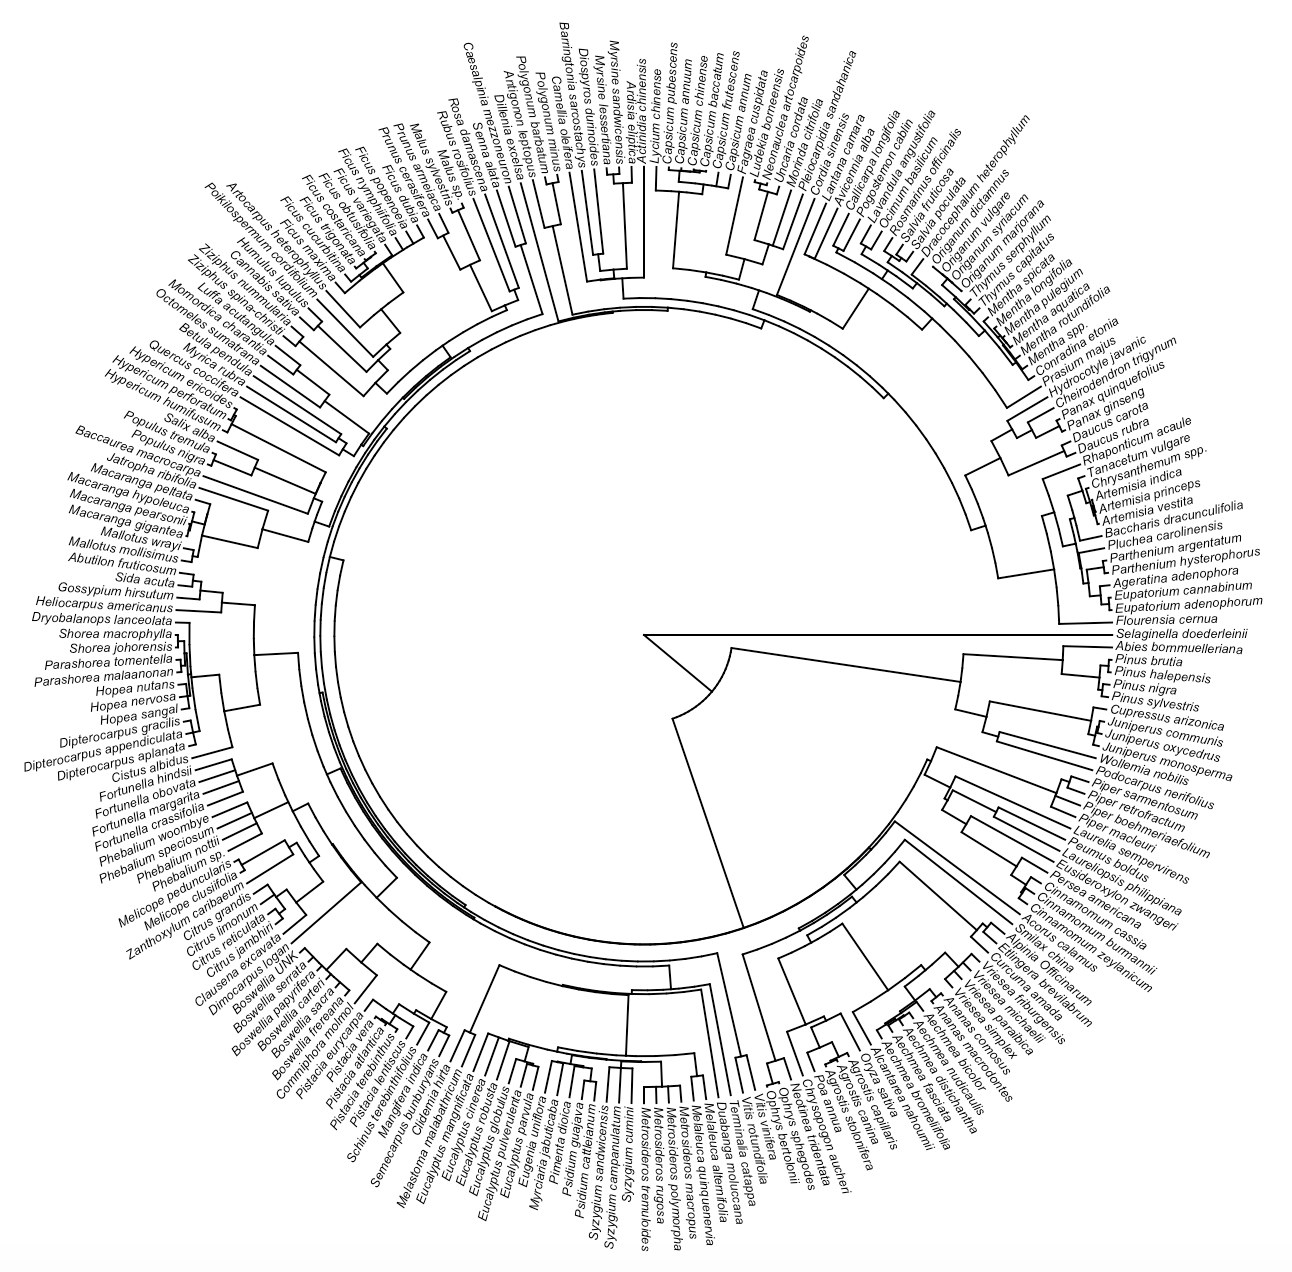 Selaginella doederleinii
Abies bornmuelleriana
Pinus brutia
Pinus halepensis
Pinus nigra
Pinus sylvestris
Cupressus arizonica
Juniperus communis
Juniperus oxycedrus
Juniperus monosperma
Wollemia nobilis
Podocarpus nerifolius
Piper sarmentosum
Piper retrofractum
Piper boehmeriaefolium
Piper macleuri
Laurelia sempervirens
Peumus boldus
Laureliopsis philippiana
Eusideroxylon zwangeri
Persea americana
Cinnamomum cassia
Cinnamomum burmannii
Cinnamomum zeylanicum
Acorus calamus
Smilax china
Alpinia Officinarum
Etlingera brevilabrum
Curcuma amada
Vriesea friburgensis
Vriesea michaelii
Vriesea paraibica
Vriesea simplex
Ananas comosus
Ananas macrodontes
Aechmea bicolor
Aechmea nudicaulis
Aechmea distichantha
Aechmea fasciata
Aechmea bromeliifolia
Alcantarea nahoumii
Oryza sativa
Agrostis capillaris
Agrostis canina
Agrostis stolonifera
Poa annua
Chrysopogon aucheri
Neotinea tridentata
Ophrys sphegodes
Ophrys bertolonii
Vitis vinifera
Vitis rotundifolia
Terminalia catappa
Duabanga moluccana
Melaleuca alternifolia
Melaleuca quinquenervia
Metrosideros macropus
Metrosideros polymorpha
Metrosideros rugosa
Metrosideros tremuloides
Syzygium cumini
Syzygium campanulatum
Syzygium sandwicensis
Psidium cattleianum
Psidium guajava
Pimenta dioica
Myrciaria jabuticaba
Eugenia uniflora
Eucalyptus parvula
Eucalyptus pulverulenta
Eucalyptus globulus
Eucalyptus robusta
Eucalyptus cinerea
Eucalyptus magnificata
Melastoma malabathricum
Clidemia hirta
Semecarpus bunburyans
Mangifera indica
Schinus terebinthifolius
Pistacia lentiscus
Pistacia terebinthus
Pistacia atlantica
Pistacia vera
Pistacia eurycarpa
Commiphora molmol
Boswellia frereana
Boswellia sacra
Boswellia carteri
Boswellia papyrifera
Boswellia serrata
Boswellia UNK
Dimocarpus logan
Clausena excavata
Citrus jambhiri
Citrus reticulata
Citrus limonum
Citrus grandis
Zanthoxylum caribaeum
Melicope clusiifolia
Melicope peduncularis
Phebalium sp.
Phebalium nottii
Phebalium speciosum
Phebalium woombye
Fortunella crassifolia
Fortunella margarita
Fortunella obovata
Fortunella hindsii
Cistus albidus
Dipterocarpus aplanata
Dipterocarpus appendiculata
Dipterocarpus gracilis
Hopea sangal
Hopea nervosa
Hopea nutans
Parashorea malaanonan
Parashorea tomentella
Shorea johorensis
Shorea macrophylla
Dryobalanops lanceolata
Heliocarpus americanus
Gossypium hirsutum
Sida acuta
Abutilon fruticosum
Mallotus mollisimus
Mallotus wrayi
Macaranga gigantea
Macaranga pearsonii
Macaranga hypoleuca
Macaranga peltata
Jatropha ribifolia
Baccaurea macrocarpa
Populus nigra
Populus tremula
Salix alba
Hypericum humifusum
Hypericum perforatum
Hypericum ericoides
Quercus coccifera
Myrica rubra
Betula pendula
Octomeles sumatrana
Momordica charantia
Luffa acutangula
Ziziphus spina-christi
Ziziphus nummularia
Cannabis sativa
Humulus lupulus
Poikilospermum cordifolium
Artocarpus heterophyllus
Ficus maxima
Ficus cucurbitina
Ficus trigonata
Ficus costaricana
Ficus obtusifolia
Ficus variegata
Ficus nymphiifolia
Ficus popenoeia
Ficus dubia
Prunus cerasifera
Prunus armeiaca
Malus sylvestris
Malus sp.
Rubus rosifolius
Rosa damascena
Senna alata
Caesalpinia mezzoneuron
Dillenia excelsa
Antigonon leptopus
Polygonum barbatum
Polygonum minus
Camellia oleifera
Barringtonia sarcostachys
Diospyros durinoides
Myrsine lessertiana
Myrsine sandwicensis
Ardisia eliptica
Actinidia chinensis
Lycium chinense
Capsicum pubescens
Capsicum annuum
Capsicum chinense
Capsicum baccatum
Capsicum frutescens
Capsicum annum
Fagraea cuspidata
Ludekia borneensis
Neonauclea artocarpoides
Uncaria cordata
Morinda citrifolia
Pleiocarpidia sandahanica
Cordia sinensis
Lantana camara
Avicennia alba
Callicarpa longifolia
Pogostemon cablin
Lavandula angustifolia
Ocimum basilicum
Rosmarinus officinalis
Salvia fruticosa
Salvia poculata
Dracocephalum heterophyllum
Origanum dictamnus
Origanum vulgare
Origanum syriacum
Origanum marjorana
Thymus serphyllum
Thymus capitatus
Mentha spicata
Mentha longifolia
Mentha pulegium
Mentha aquatica
Mentha rotundifolia
Mentha spp.
Conradina etonia
Prasium majus
Hydrocotyle javanic
Cheirodendron trigynum
Panax quinquefolius
Panax ginseng
Daucus carota
Daucus rubra
Rhaponticum acaule
Tanacetum vulgare
Chrysanthemum spp.
Artemisia indica
Artemisia princeps
Artemisia vestita
Baccharis dracunculifolia
Pluchea carolinensis
Parthenium argentatum
Parthenium hysterophorus
Ageratina adenophora
Eupatorium cannabinum
Eupatorium adenophorum
Flourensia cernua